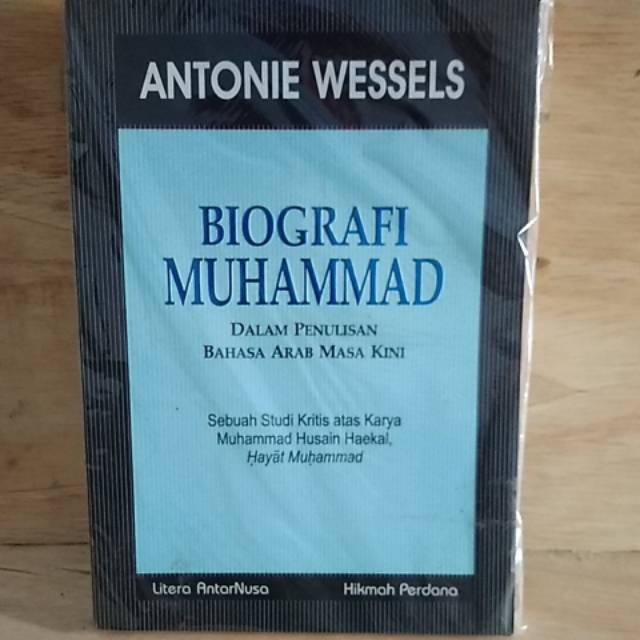 ANTONIE WESSELS
BIOGRAFI
MUHAMMAD
DALAM PENULISAN
BAHASA ARAB MASA KINI
Sebuah Studi Kritis atas Karya
Muhammad Husain Haekal,
Ḥayāt Muḥammad
Litera AntarNusa
Hikmah Perdana